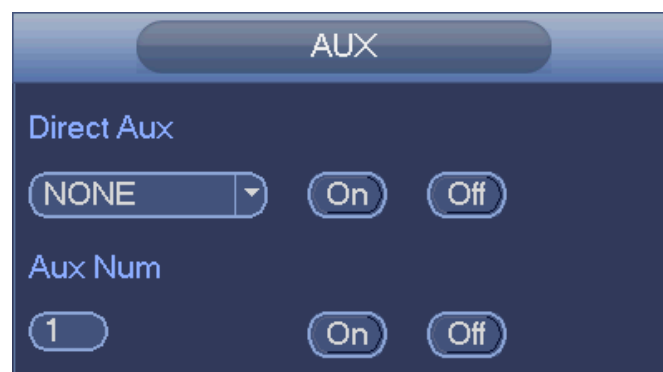 AUX
Direct Aux
NONE On Off
Aux Num
1 On Off